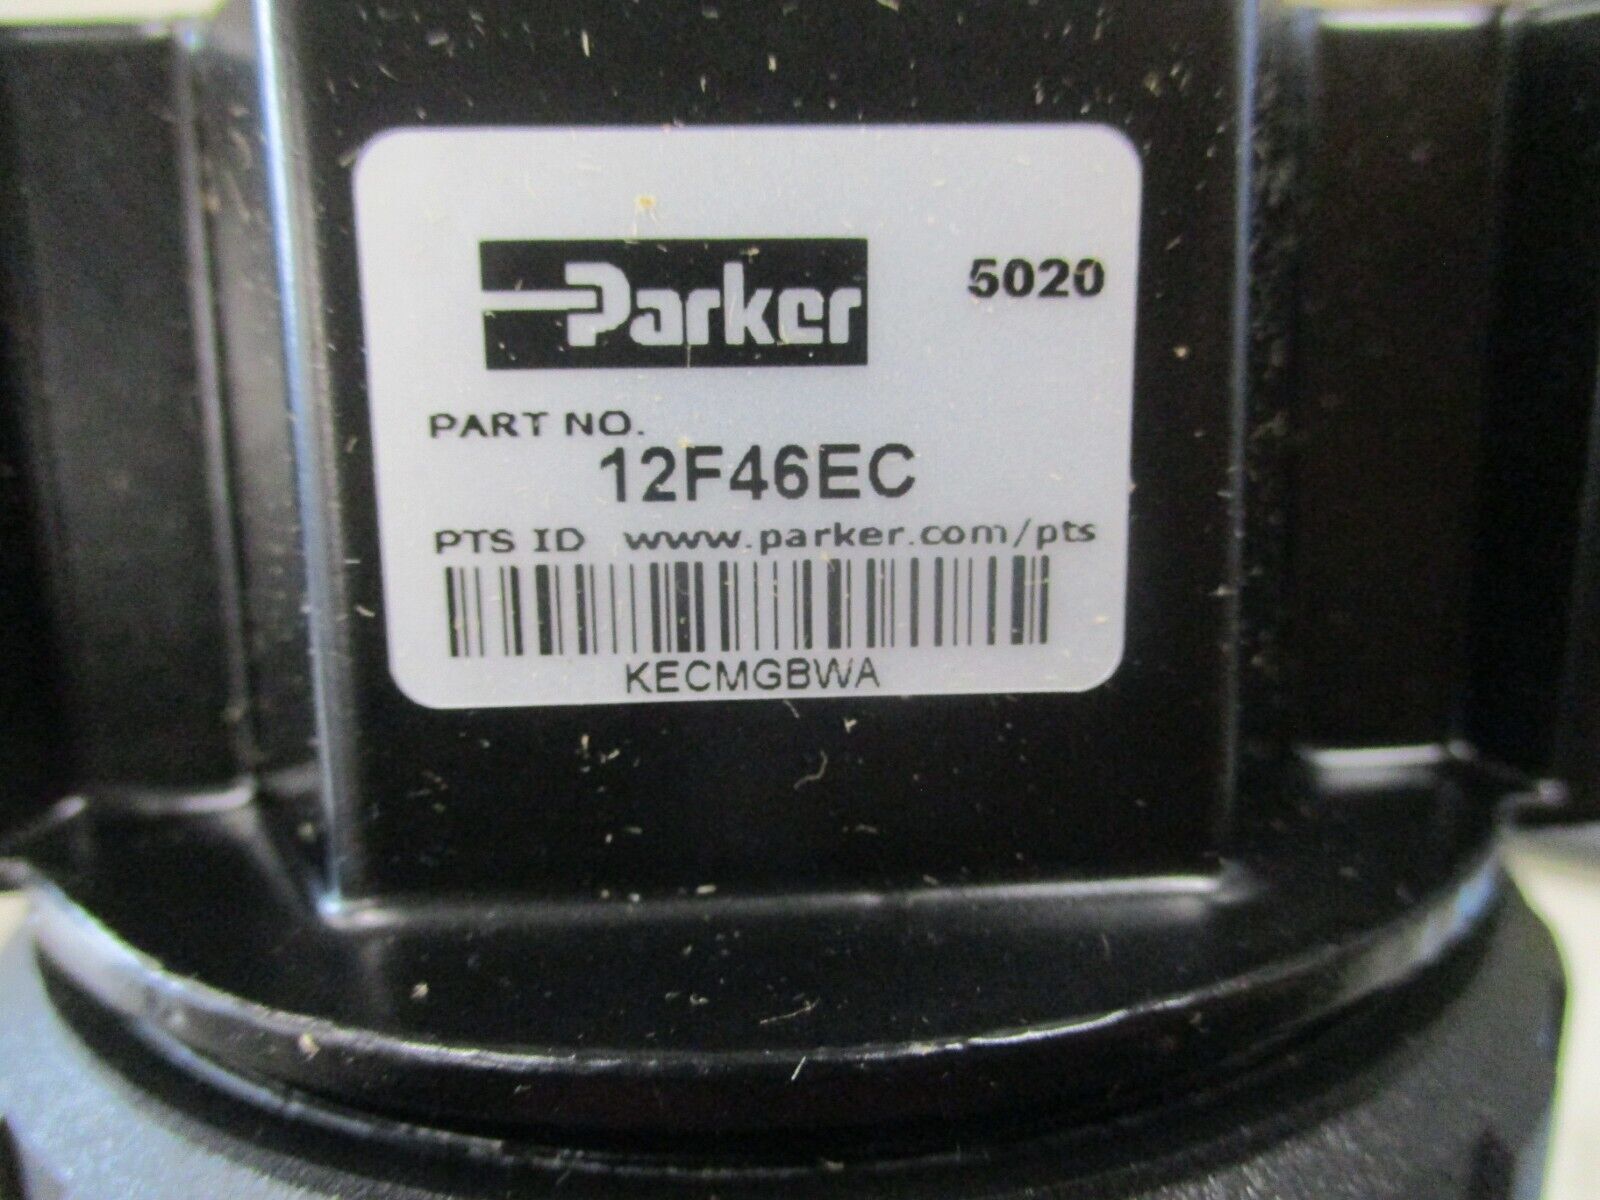 Parker 5020
PART NO.
12F46EC
PTS ID www.parker.com/pts
KECMGBWA